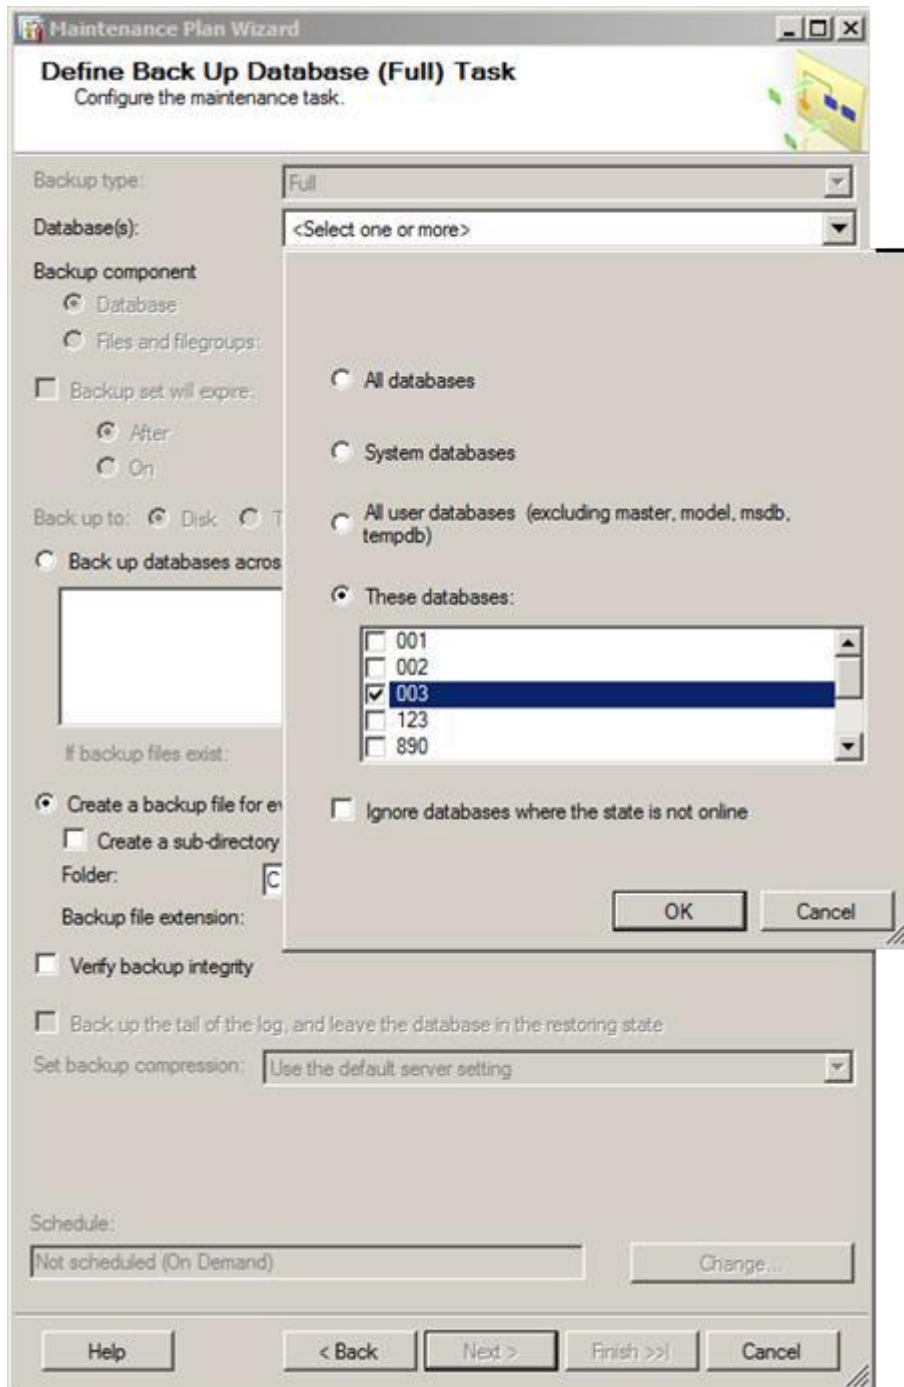 Maintenance Plan Wizard
Define Back Up Database (Full) Task
Configure the maintenance task.
Backup type:
Full
Database(s):
<Select one or more>
Backup component
Database
Files and filegroups:
Backup set will expire:
After
On
Back up to: Disk T
Back up databases acros
If backup files exist:
Create a backup file for ev
Create a sub-directory
Folder:
C
Backup file extension:
All databases
System databases
All user databases (excluding master, model, msdb,
tempdb)
These databases:
001
002
003
123
890
Ignore databases where the state is not online
OK Cancel
Verify backup integrity
Back up the tail of the log, and leave the database in the restoring state
Set backup compression: Use the default server setting
Schedule:
Not scheduled (On Demand)
Change...
Help < Back Next > Finish >>| Cancel